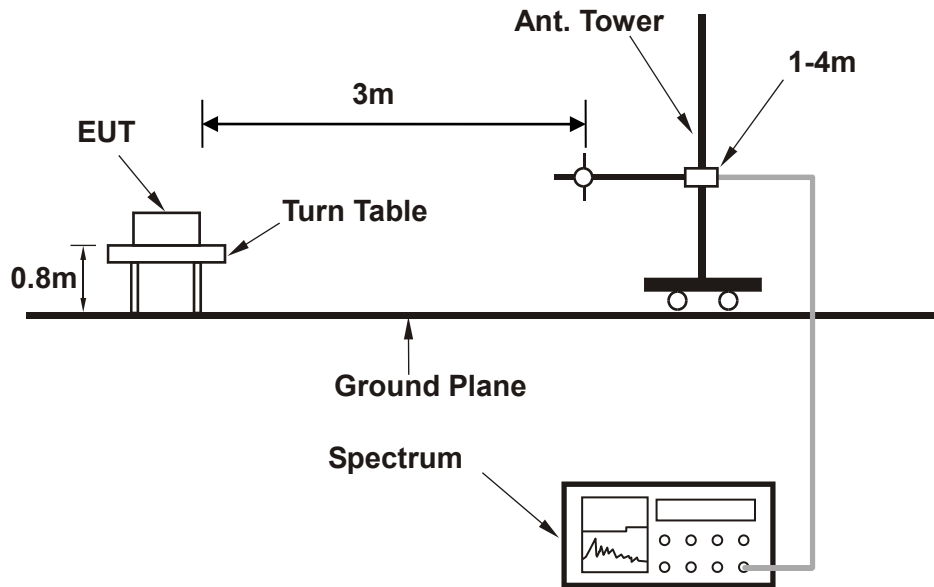 Ant. Tower
1-4m
3m
EUT
Turn Table
0.8m
Ground Plane
Spectrum